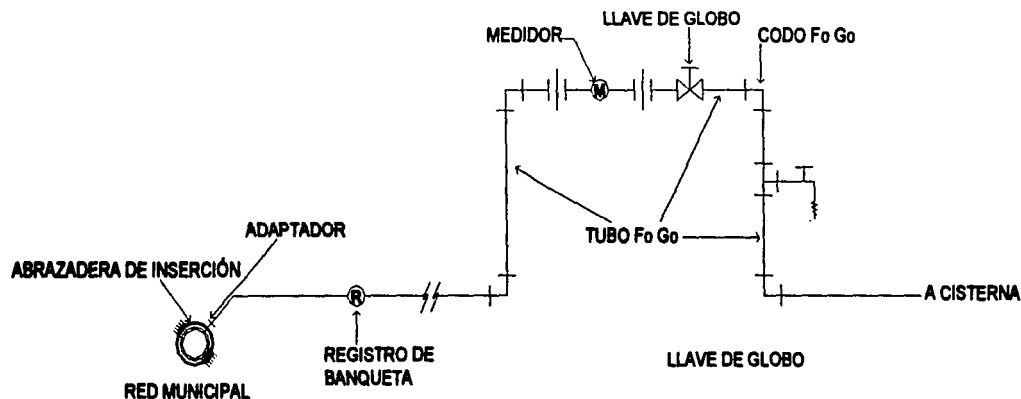 LLAVE DE GLOBO
MEDIDOR
CODO Fo Go
M
TUBO Fo Go
ADAPTADOR
ABRAZADERA DE INSERCIÓN
R
A CISTERNA
REGISTRO DE
BANQUETA
LLAVE DE GLOBO
RED MUNICIPAL